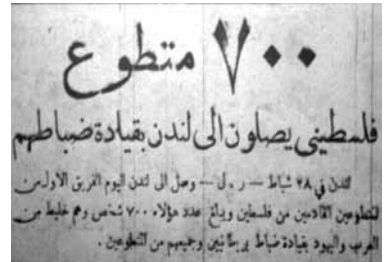 ٧٠٠ متطوع
فلسطيني يصلون الى لندن بقيادة ضباطهم
لندن في ٢٨ شباط — ر . ل — وصل الى لندن اليوم الفريق الاول من
المتطوعين القادمين من فلسطين ويبلغ عدد هؤلاء ٧٠٠ شخص وهم خليط من
العرب واليهود بقيادة ضباط بريطانيين وجميعهم من المتطوعين .